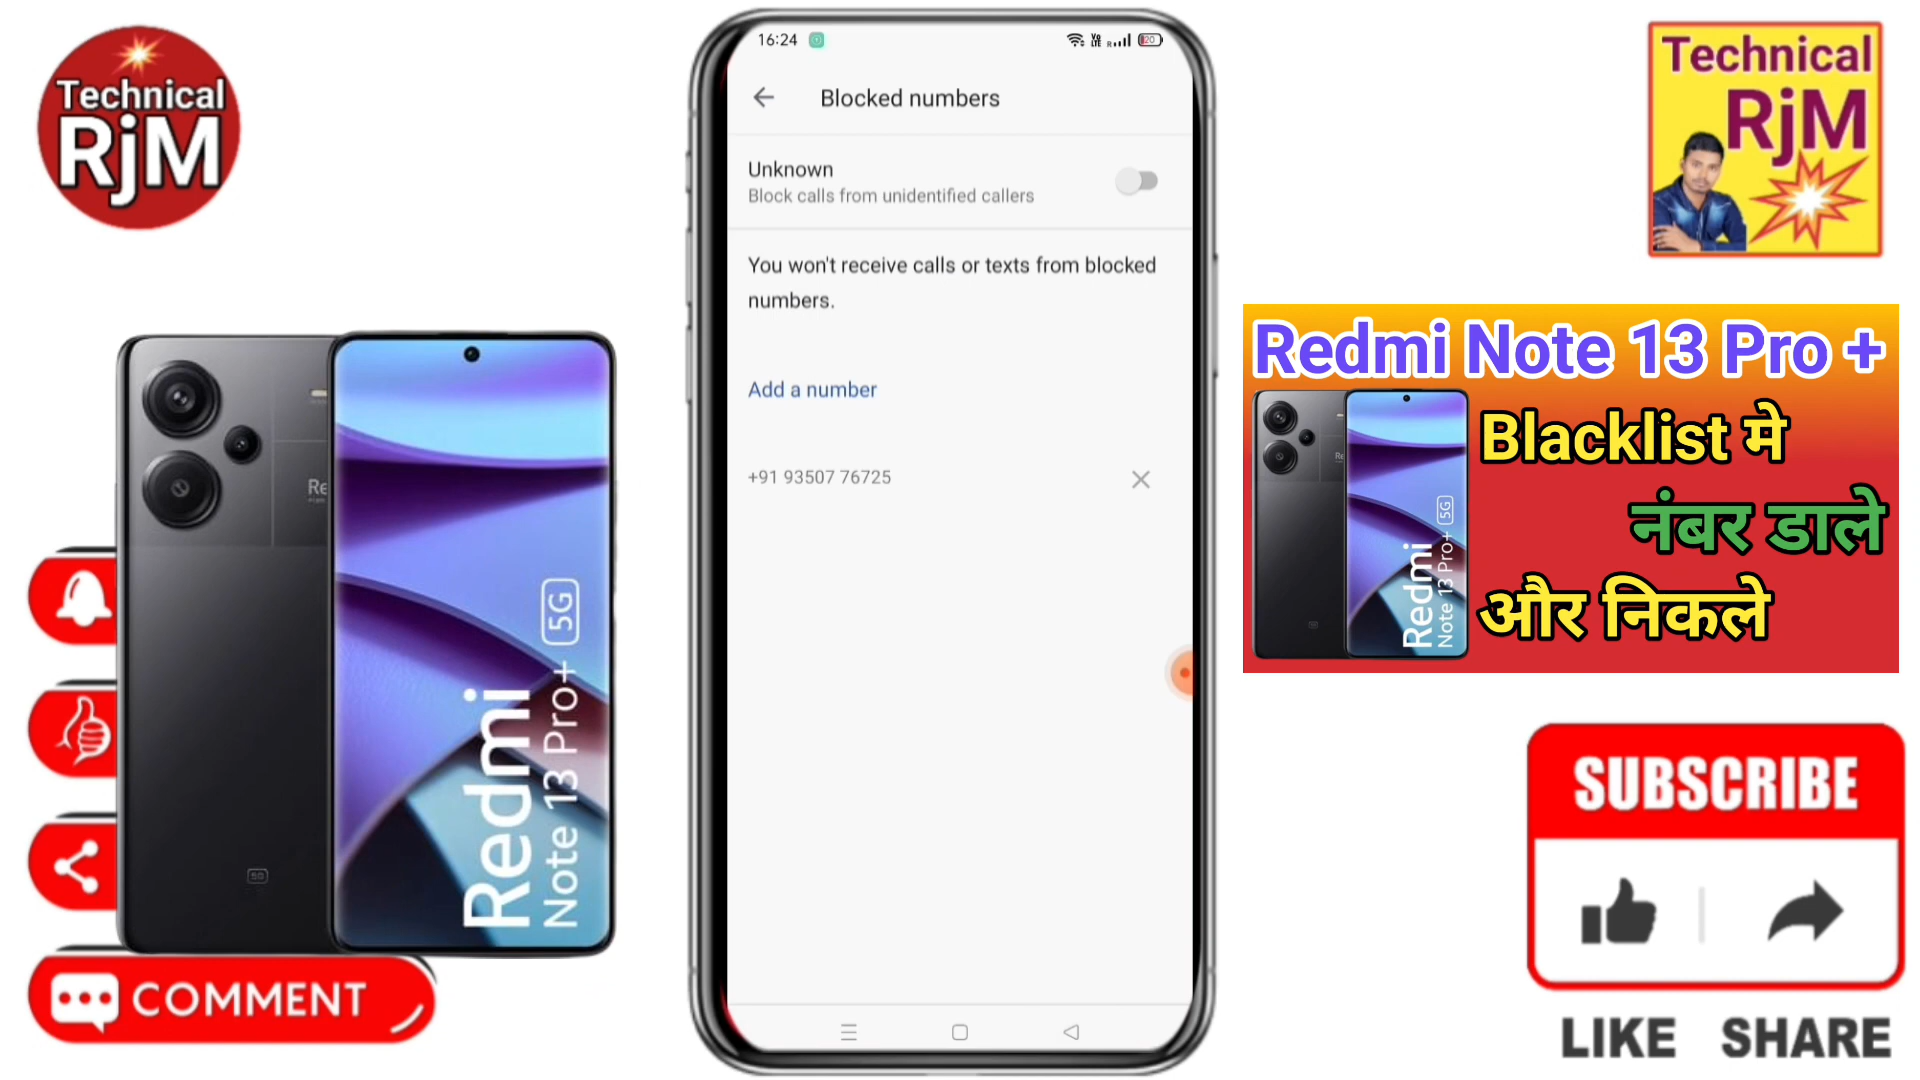 Technical
RjM
16:24
20
Blocked numbers
Unknown
Block calls from unidentified callers
You won't receive calls or texts from blocked
numbers.
Add a number
+91 93507 76725
Technical
RjM
Redmi Note 13 Pro +
Blacklist मे
नंबर डाले
और निकले
Redmi
Note 13 Pro+ 5G
Re
Redmi
Note 13 Pro+ 5G
COMMENT
SUBSCRIBE
LIKE SHARE